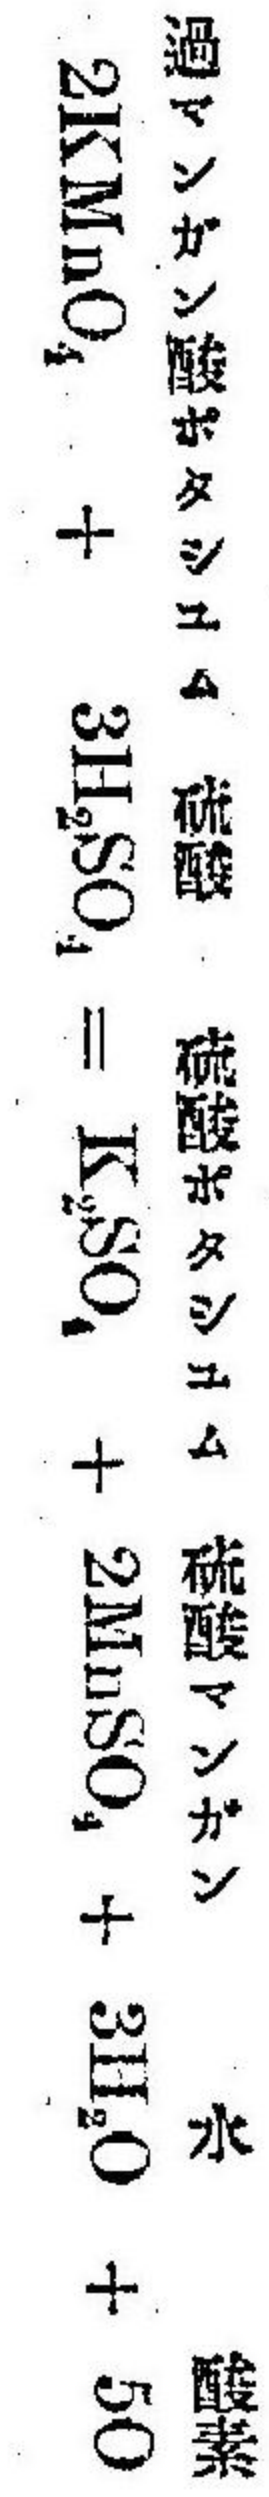 過マンガン酸ポタシユム 硫酸 硫酸ポタシユム 硫酸マンガン 水 酸素
2KMnO₄ + 3H₂SO₄ = K₂SO₄ + 2MnSO₄ + 3H₂O + 5O